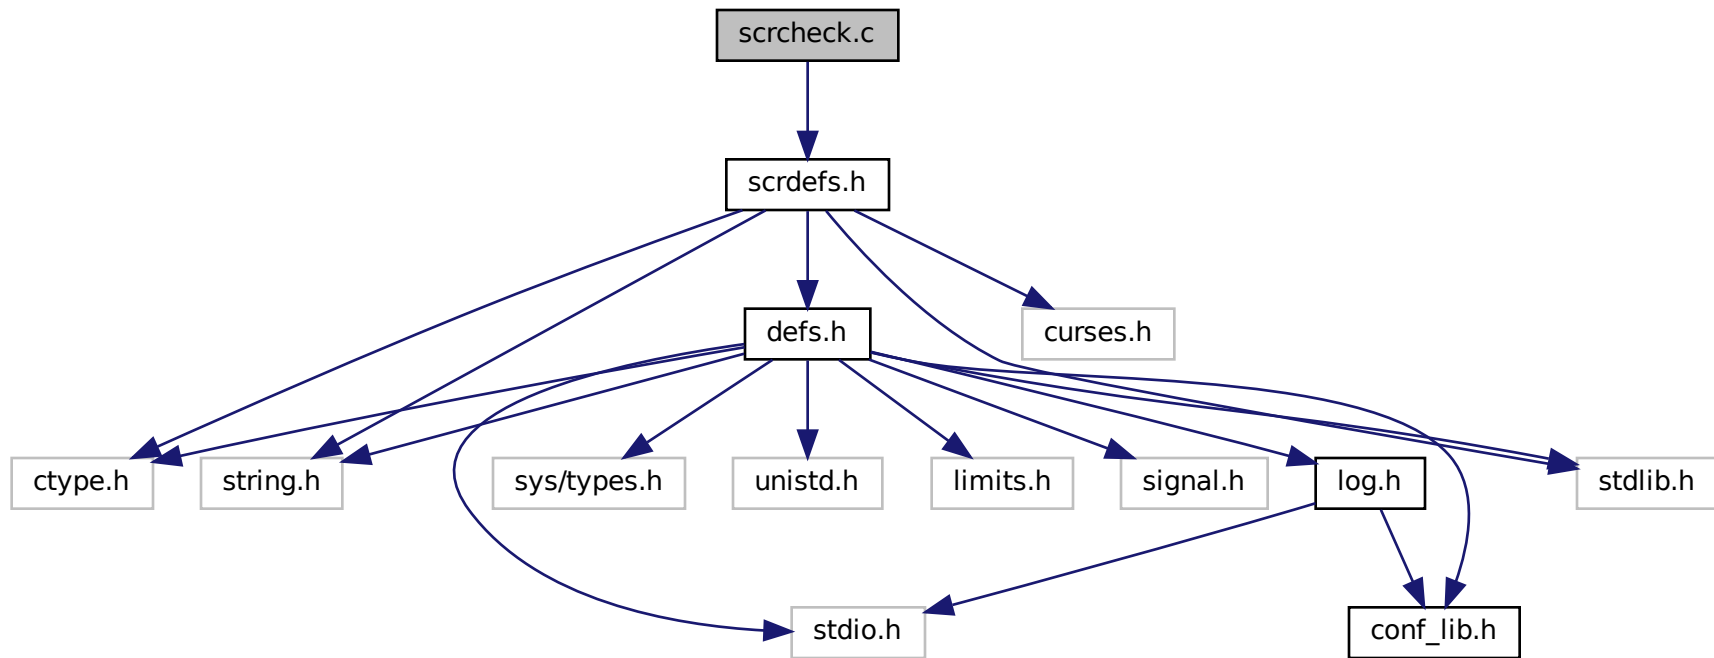 scrcheck.c
scrdefs.h
defs.h
curses.h
ctype.h
string.h
sys/types.h
unistd.h
limits.h
signal.h
log.h
stdlib.h
stdio.h
conf_lib.h